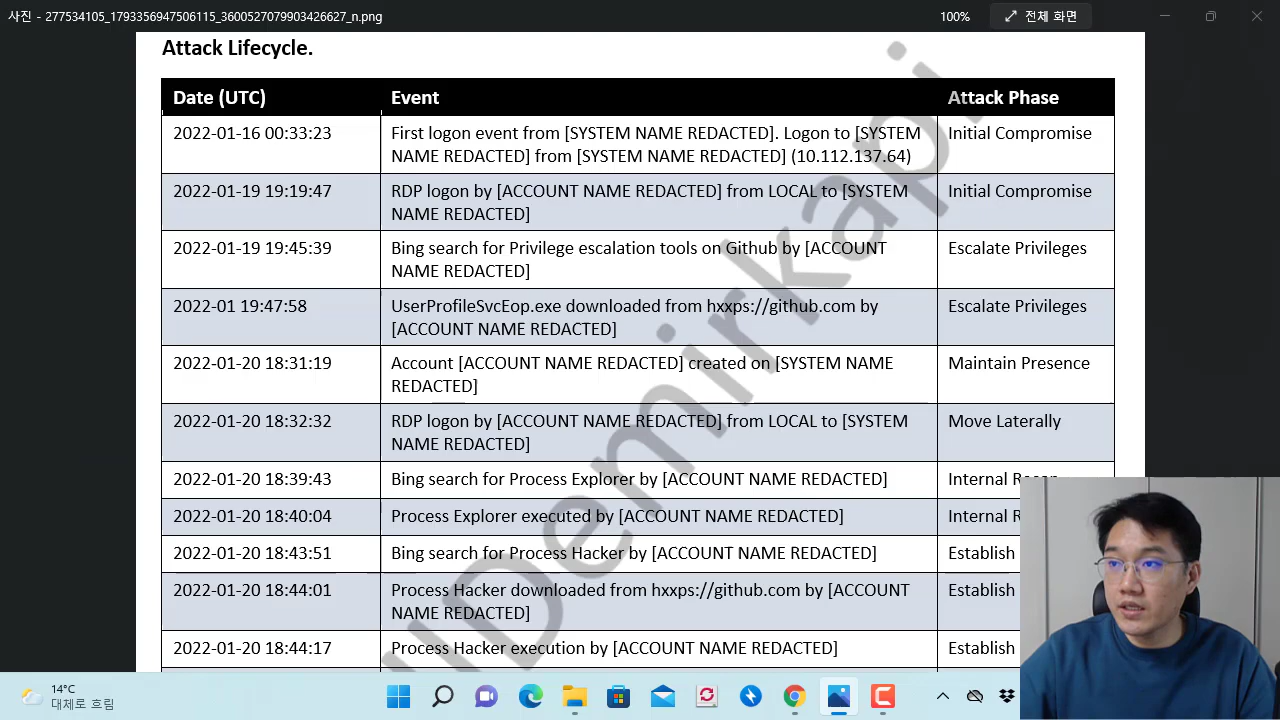 사진 - 277534105_1793356947506115_3600527079903426627_n.png
100%
전체 화면
Attack Lifecycle.
Date (UTC) Event Attack Phase
2022-01-16 00:33:23 First logon event from [SYSTEM NAME REDACTED]. Logon to [SYSTEM Initial Compromise
NAME REDACTED] from [SYSTEM NAME REDACTED] (10.112.137.64)
2022-01-19 19:19:47 RDP logon by [ACCOUNT NAME REDACTED] from LOCAL to [SYSTEM Initial Compromise
NAME REDACTED]
2022-01-19 19:45:39 Bing search for Privilege escalation tools on Github by [ACCOUNT Escalate Privileges
NAME REDACTED]
2022-01 19:47:58 UserProfileSvcEop.exe downloaded from hxxps://github.com by Escalate Privileges
[ACCOUNT NAME REDACTED]
2022-01-20 18:31:19 Account [ACCOUNT NAME REDACTED] created on [SYSTEM NAME Maintain Presence
REDACTED]
2022-01-20 18:32:32 RDP logon by [ACCOUNT NAME REDACTED] from LOCAL to [SYSTEM Move Laterally
NAME REDACTED]
2022-01-20 18:39:43 Bing search for Process Explorer by [ACCOUNT NAME REDACTED] Internal
2022-01-20 18:40:04 Process Explorer executed by [ACCOUNT NAME REDACTED] Internal R
2022-01-20 18:43:51 Bing search for Process Hacker by [ACCOUNT NAME REDACTED] Establish
2022-01-20 18:44:01 Process Hacker downloaded from hxxps://github.com by [ACCOUNT Establish
NAME REDACTED]
2022-01-20 18:44:17 Process Hacker execution by [ACCOUNT NAME REDACTED] Establish
Demirkapi
14°C
대체로 흐림